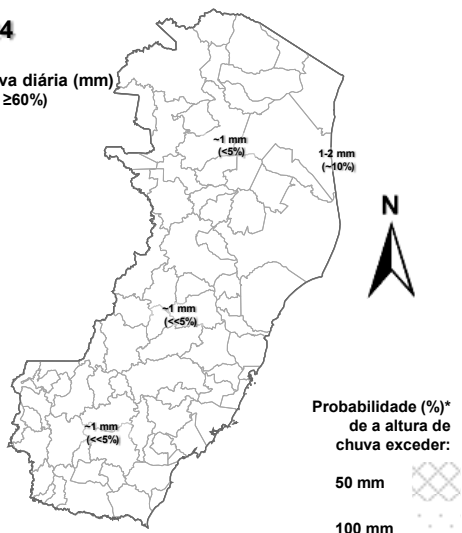 4
va diária (mm)
≥60%)
~1 mm
(<5%)
1-2 mm
(~10%)
N
~1 mm
(<<5%)
~1 mm
(<<5%)
Probabilidade (%)*
de a altura de
chuva exceder:
50 mm
100 mm